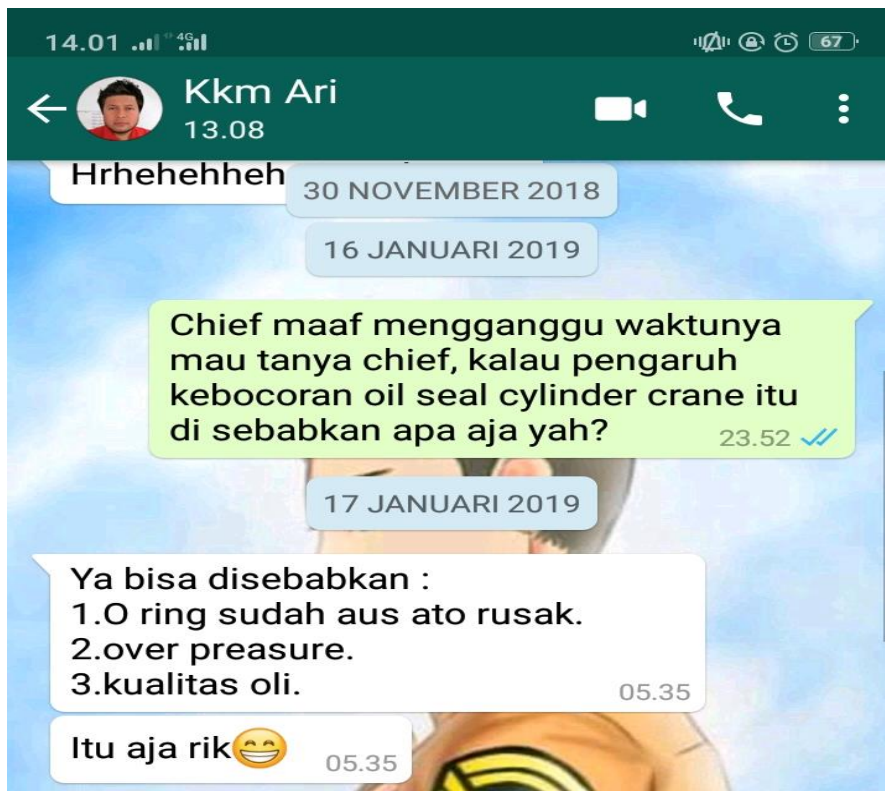 14.01 4G 67
Kkm Ari
13.08
Hrhehehheh
30 NOVEMBER 2018
16 JANUARI 2019
Chief maaf mengganggu waktunya
mau tanya chief, kalau pengaruh
kebocoran oil seal cylinder crane itu
di sebabkan apa aja yah?
23.52
17 JANUARI 2019
Ya bisa disebabkan :
1.O ring sudah aus ato rusak.
2.over preasure.
3.kualitas oli.
05.35
Itu aja rik😁
05.35